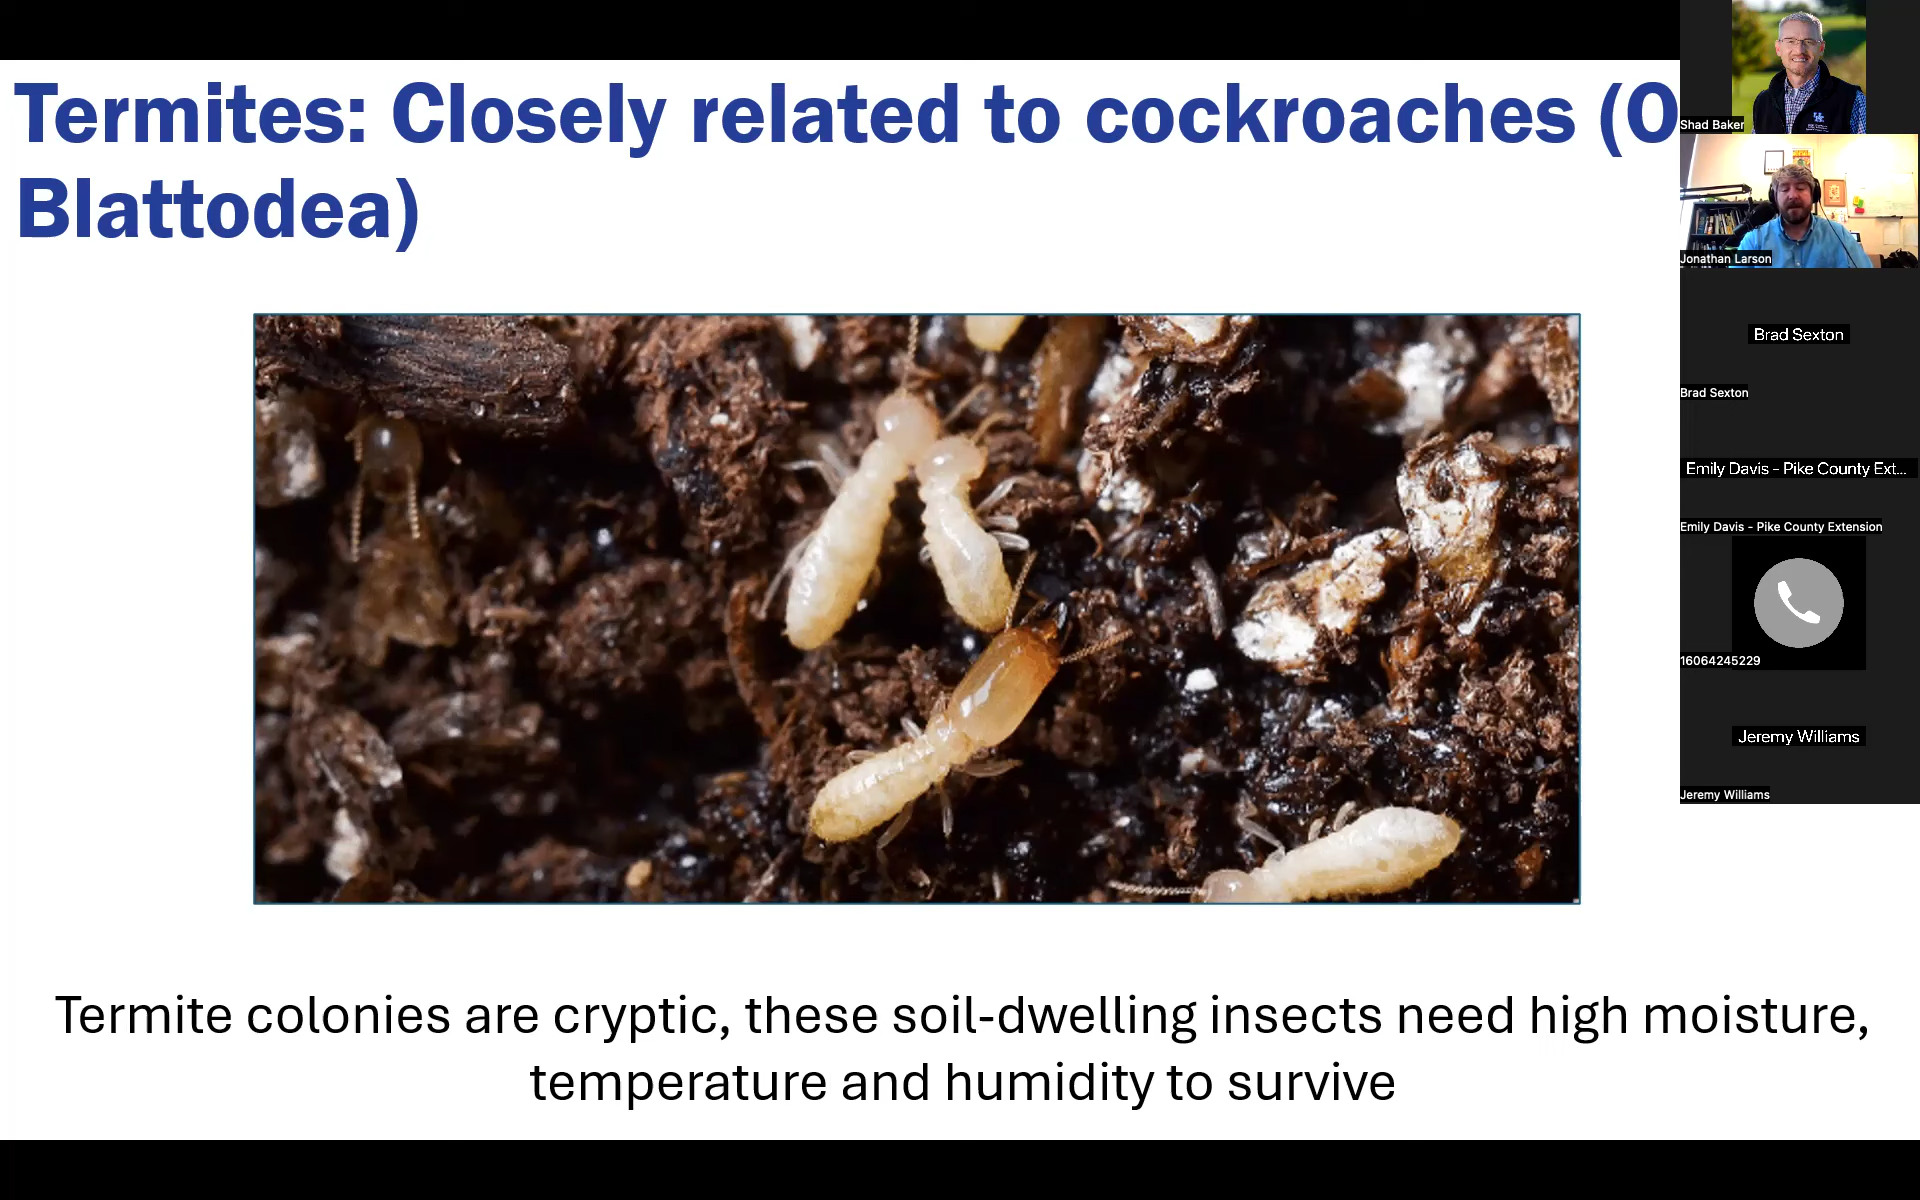 Termites: Closely related to cockroaches (O
Blattodea)
Termite colonies are cryptic, these soil-dwelling insects need high moisture,
temperature and humidity to survive
Shad Baker
Jonathan Larson
Brad Sexton
Brad Sexton
Emily Davis - Pike County Ext...
Emily Davis - Pike County Extension
16064245229
Jeremy Williams
Jeremy Williams